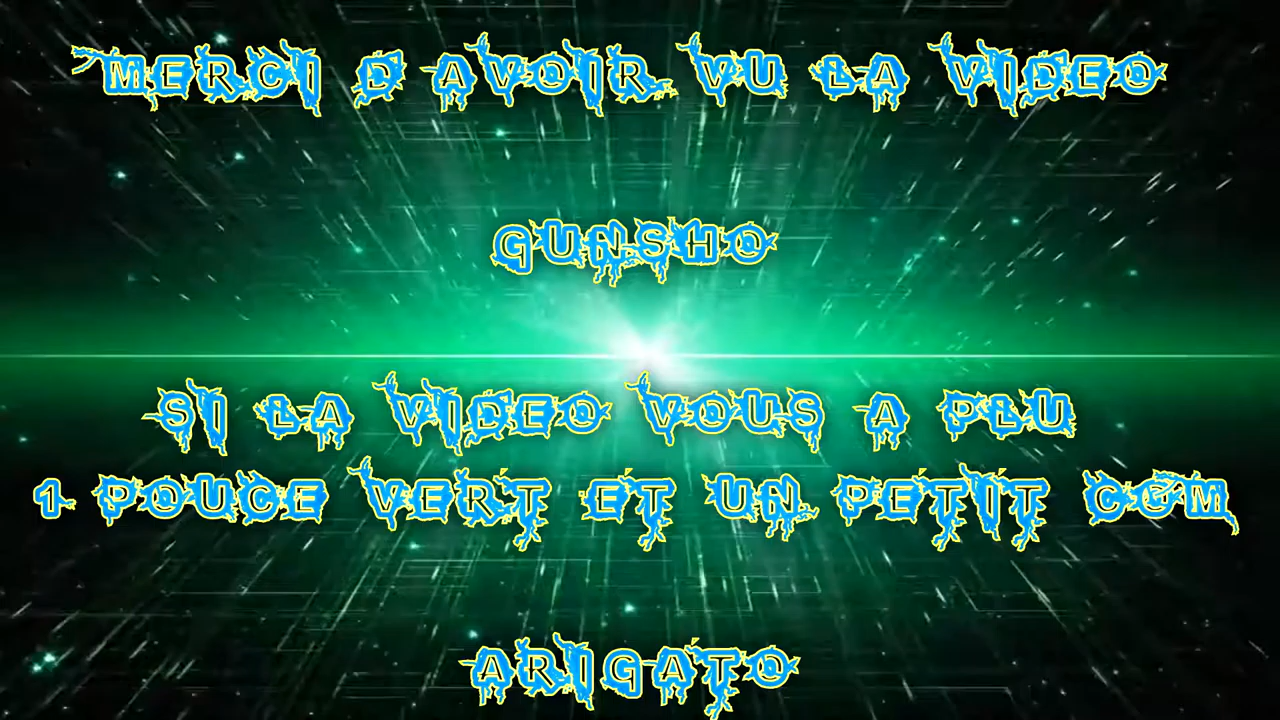 MERCI D AVOIR VU LA VIDEO
GUNSHO
SI LA VIDEO VOUS A PLU
1 POUCE VERT ET UN PETIT COM
ARIGATO